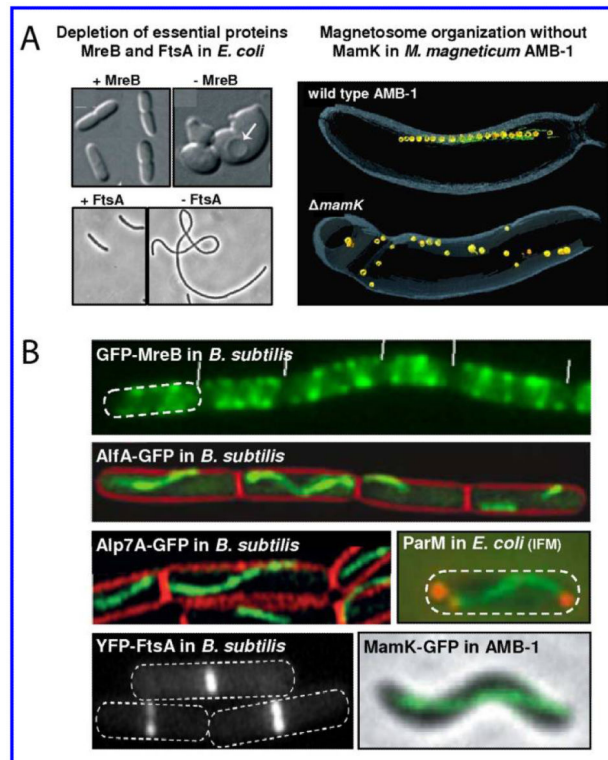 A
Depletion of essential proteins
MreB and FtsA in E. coli
+ MreB
- MreB
+ FtsA
- FtsA
Magnetosome organization without
MamK in M. magneticum AMB-1
wild type AMB-1
ΔmamK
B
GFP-MreB in B. subtilis
AlfA-GFP in B. subtilis
Alp7A-GFP in B. subtilis
ParM in E. coli (IFM)
YFP-FtsA in B. subtilis
MamK-GFP in AMB-1